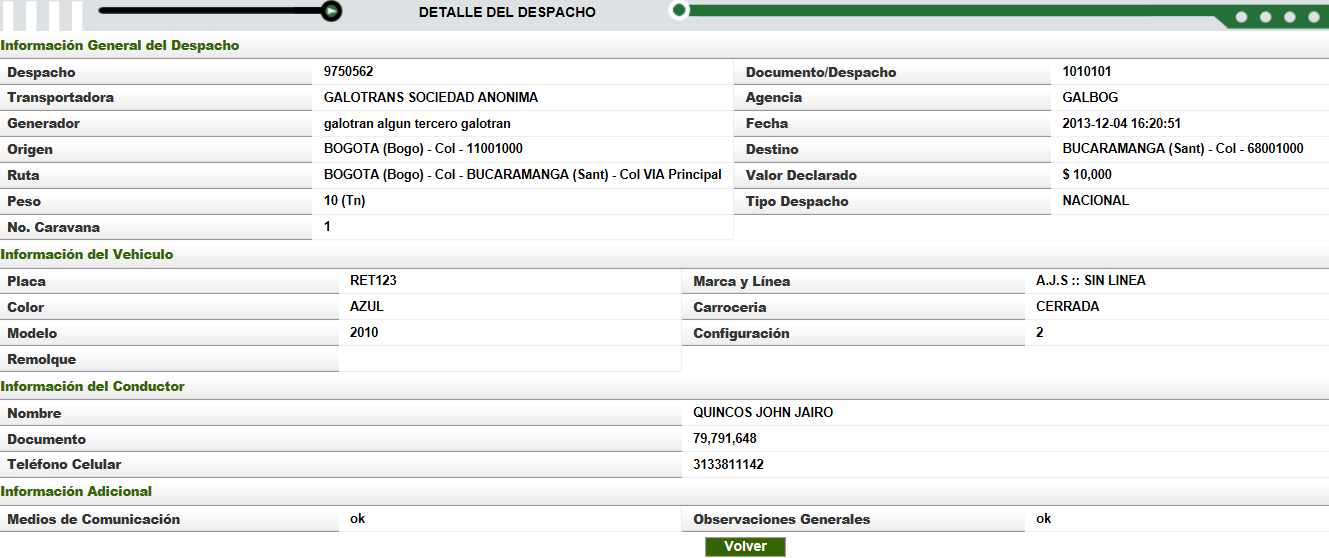 DETALLE DEL DESPACHO
Información General del Despacho
Despacho 9750562 Documento/Despacho 1010101
Transportadora GALOTRANS SOCIEDAD ANONIMA Agencia GALBOG
Generador galotran algun tercero galotran Fecha 2013-12-04 16:20:51
Origen BOGOTA (Bogo) - Col - 11001000 Destino BUCARAMANGA (Sant) - Col - 68001000
Ruta BOGOTA (Bogo) - Col - BUCARAMANGA (Sant) - Col VIA Principal Valor Declarado $ 10,000
Peso 10 (Tn) Tipo Despacho NACIONAL
No. Caravana 1
Información del Vehiculo
Placa RET123 Marca y Línea A.J.S :: SIN LINEA
Color AZUL Carroceria CERRADA
Modelo 2010 Configuración 2
Remolque
Información del Conductor
Nombre QUINCOS JOHN JAIRO
Documento 79,791,648
Teléfono Celular 3133811142
Información Adicional
Medios de Comunicación ok Observaciones Generales ok
Volver